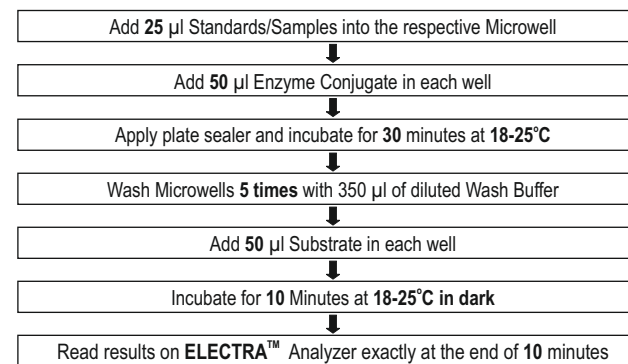 Add 25 µl Standards/Samples into the respective Microwell
Add 50 µl Enzyme Conjugate in each well
Apply plate sealer and incubate for 30 minutes at 18-25°C
Wash Microwells 5 times with 350 µl of diluted Wash Buffer
Add 50 µl Substrate in each well
Incubate for 10 Minutes at 18-25°C in dark
Read results on ELECTRA™ Analyzer exactly at the end of 10 minutes